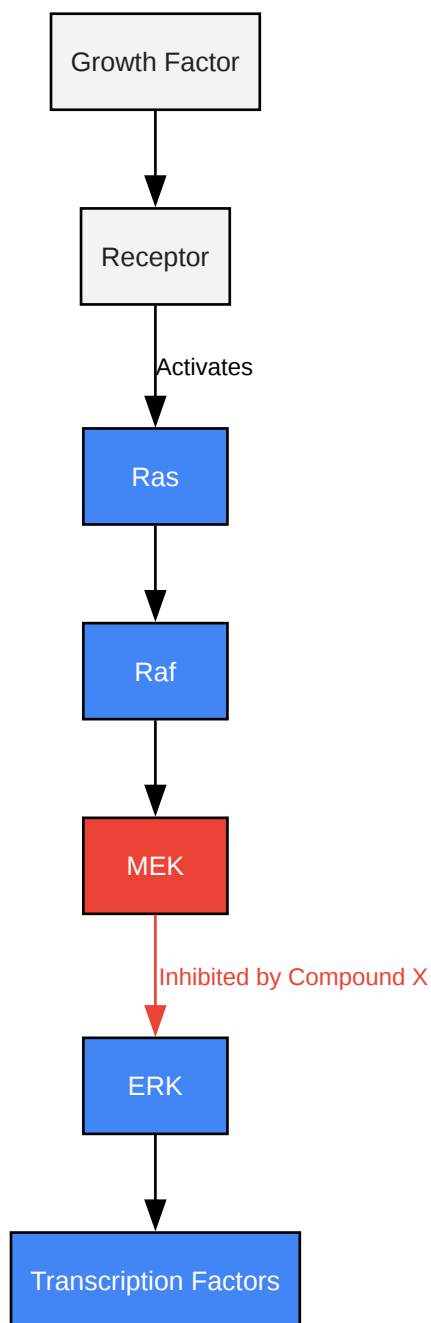 Growth Factor
Receptor
Activates
Ras
Raf
MEK
Inhibited by Compound X
ERK
Transcription Factors